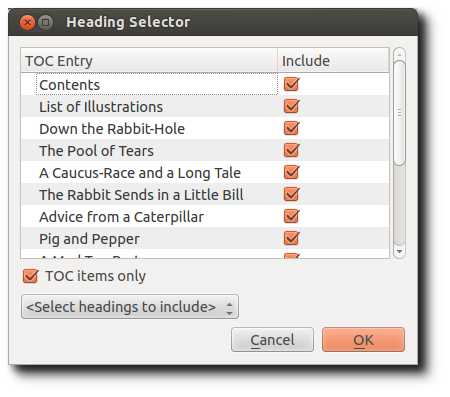 Heading Selector
TOC Entry Include
Contents
List of Illustrations
Down the Rabbit-Hole
The Pool of Tears
A Caucus-Race and a Long Tale
The Rabbit Sends in a Little Bill
Advice from a Caterpillar
Pig and Pepper
TOC items only
<Select headings to include>
Cancel OK